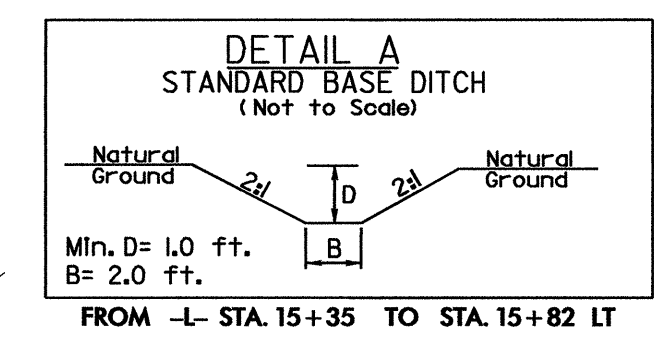 DETAIL A
STANDARD BASE DITCH
(Not to Scale)
Natural
Ground
2:1
D
2:1
Natural
Ground
Min. D= 1.0 ft.
B
B= 2.0 ft.
FROM -L- STA. 15+35 TO STA. 15+82 LT